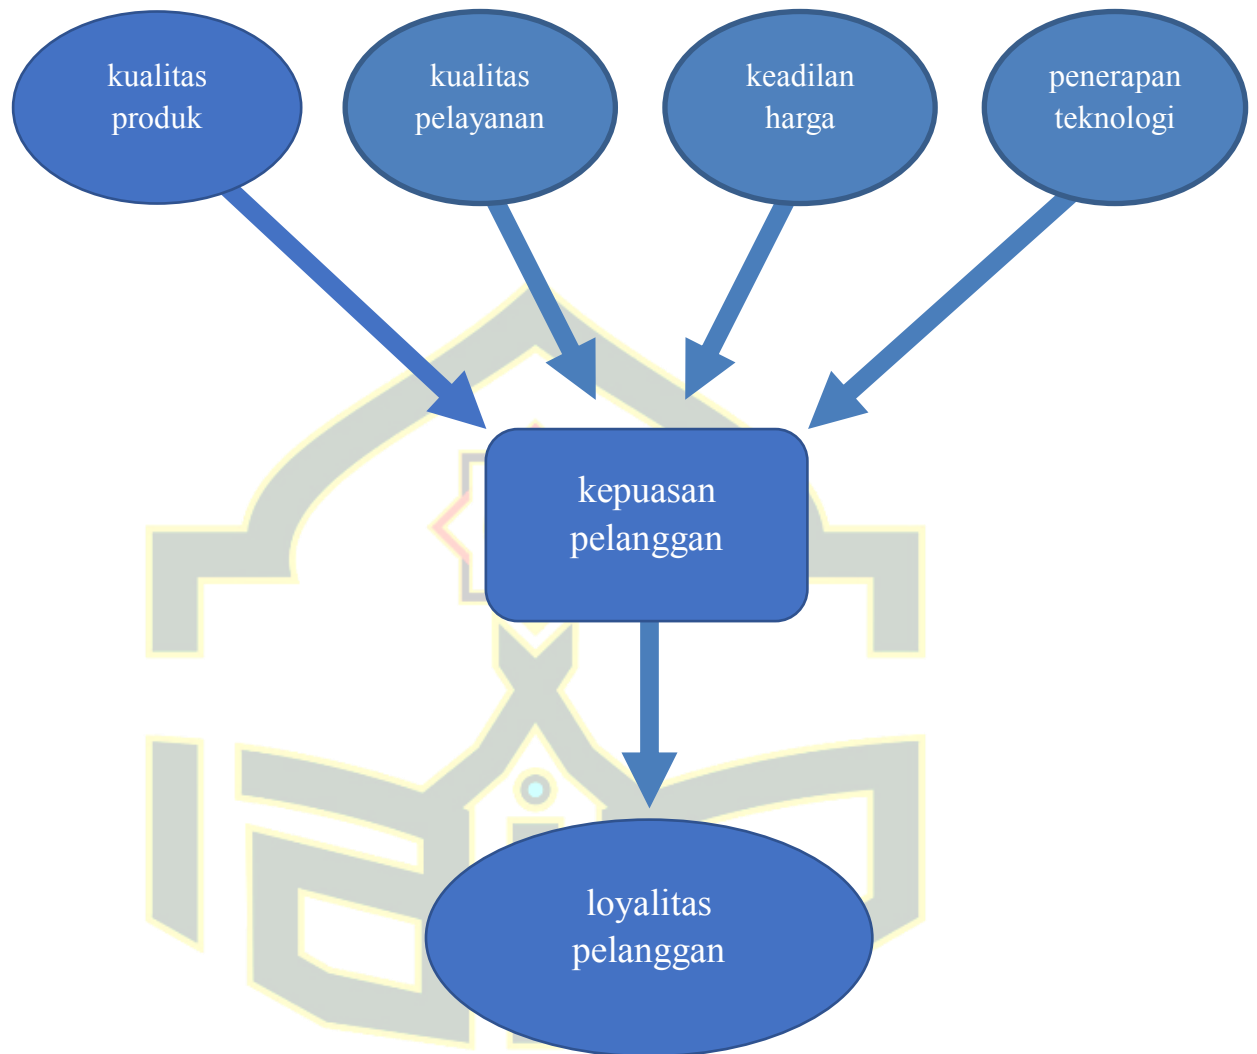 kualitas
produk
kualitas
pelayanan
keadilan
harga
penerapan
teknologi
kepuasan
pelanggan
loyalitas
pelanggan